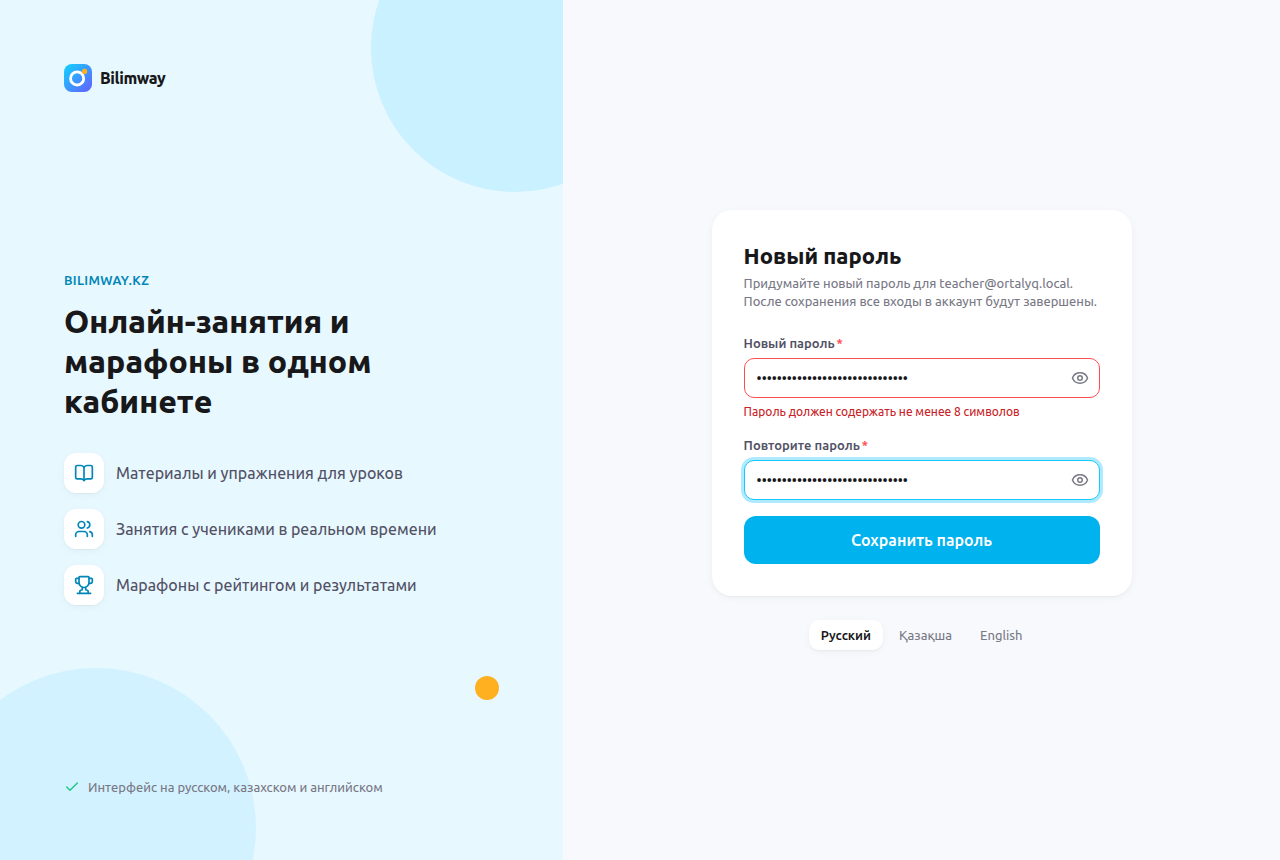 Bilimway
BILIMWAY.KZ
Онлайн-занятия и
марафоны в одном
кабинете
Материалы и упражнения для уроков
Занятия с учениками в реальном времени
Марафоны с рейтингом и результатами
Интерфейс на русском, казахском и английском
Новый пароль
Придумайте новый пароль для teacher@ortalyq.local.
После сохранения все входы в аккаунт будут завершены.
Новый пароль *
••••••••••••••••••••••••••••••
Пароль должен содержать не менее 8 символов
Повторите пароль *
••••••••••••••••••••••••••••••
Сохранить пароль
Русский Қазақша English